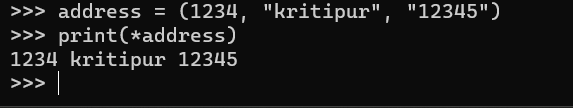 >>> address = (1234, "kritipur", "12345")
>>> print(*address)
1234 kritipur 12345
>>>